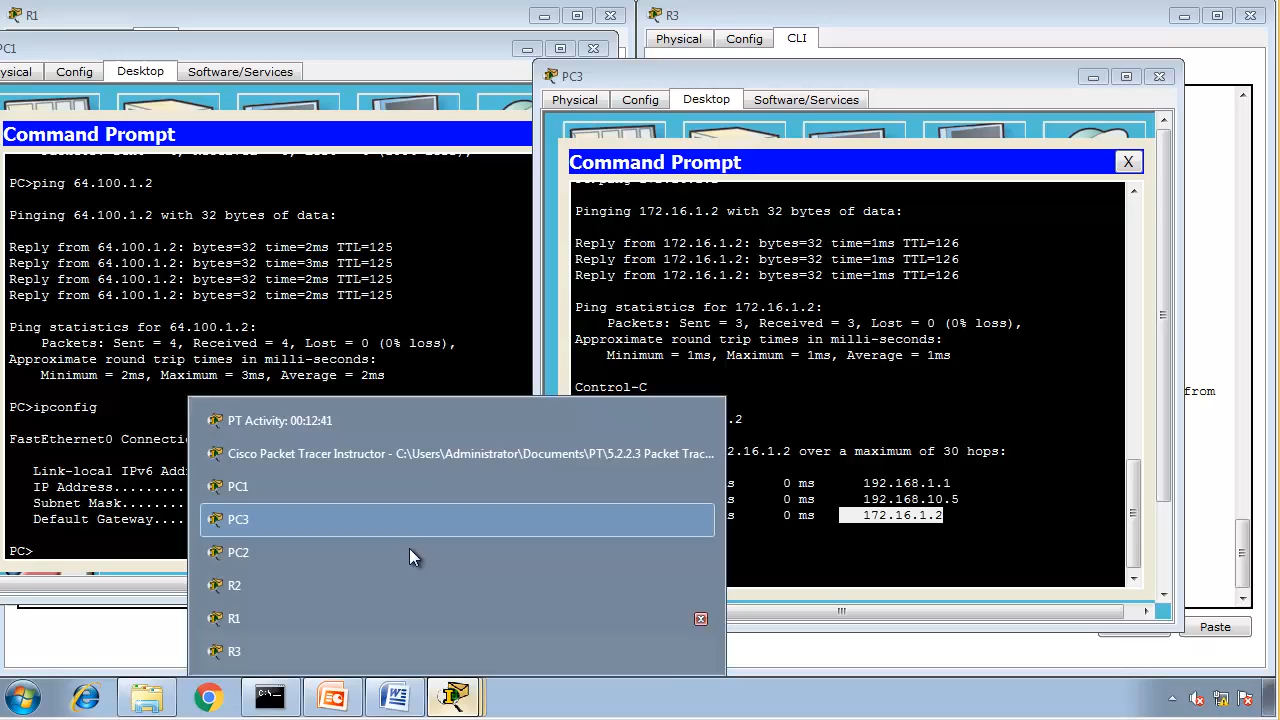 R1
R3
Physical Config CLI
PC1
ysical Config Desktop Software/Services
Command Prompt
PC>ping 64.100.1.2
Pinging 64.100.1.2 with 32 bytes of data:
Reply from 64.100.1.2: bytes=32 time=2ms TTL=125
Reply from 64.100.1.2: bytes=32 time=3ms TTL=125
Reply from 64.100.1.2: bytes=32 time=2ms TTL=125
Reply from 64.100.1.2: bytes=32 time=2ms TTL=125
Ping statistics for 64.100.1.2:
Packets: Sent = 4, Received = 4, Lost = 0 (0% loss),
Approximate round trip times in milli-seconds:
Minimum = 2ms, Maximum = 3ms, Average = 2ms
PC>ipconfig
FastEthernet0 Connectio
Link-local IPv6 Add
IP Address.........
Subnet Mask........
Default Gateway....
PC>
PC3
Physical Config Desktop Software/Services
Command Prompt X
Pinging 172.16.1.2 with 32 bytes of data:
Reply from 172.16.1.2: bytes=32 time=1ms TTL=126
Reply from 172.16.1.2: bytes=32 time=1ms TTL=126
Reply from 172.16.1.2: bytes=32 time=1ms TTL=126
Ping statistics for 172.16.1.2:
Packets: Sent = 3, Received = 3, Lost = 0 (0% loss),
Approximate round trip times in milli-seconds:
Minimum = 1ms, Maximum = 1ms, Average = 1ms
Control-C
.2
2.16.1.2 over a maximum of 30 hops:
s 0 ms 192.168.1.1
s 0 ms 192.168.10.5
s 0 ms 172.16.1.2
from
Paste
PT Activity: 00:12:41
Cisco Packet Tracer Instructor - C:\Users\Administrator\Documents\PT\5.2.2.3 Packet Trac...
PC1
PC3
PC2
R2
R1
R3